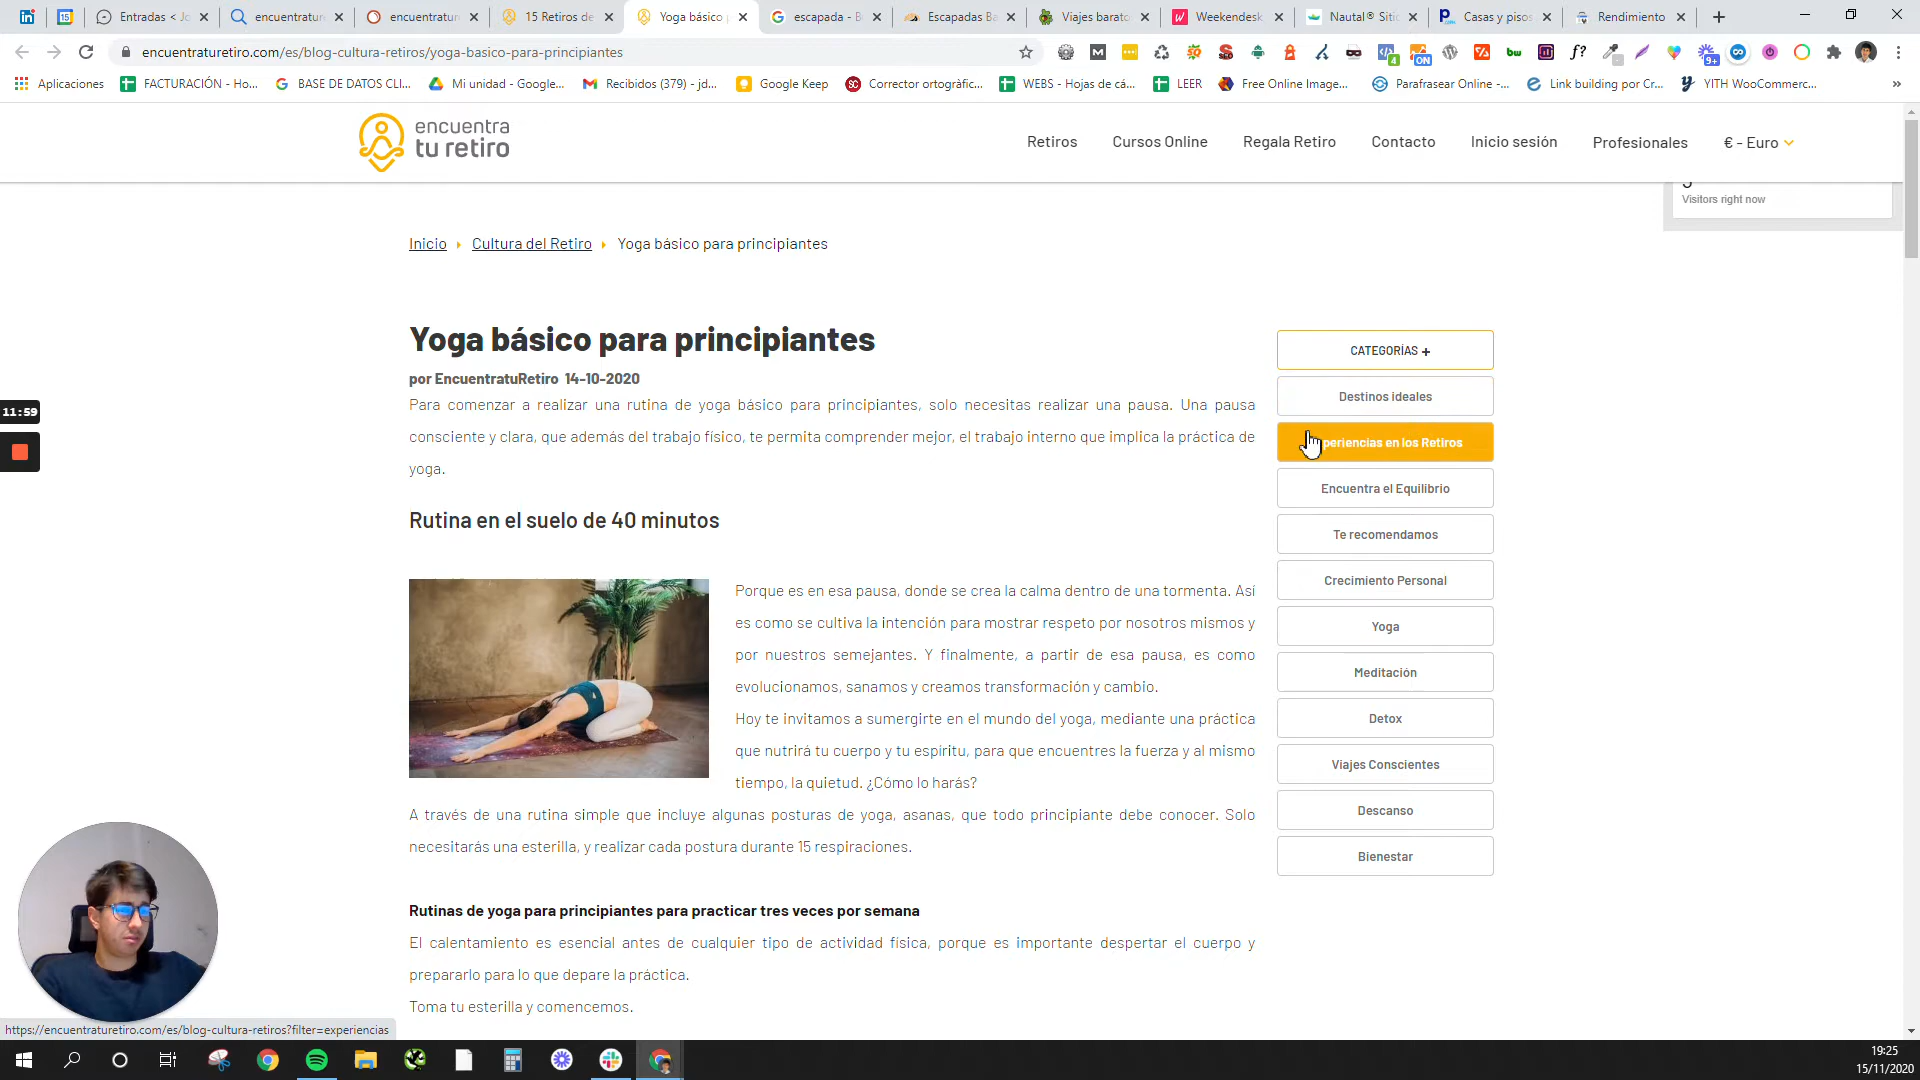 Entradas < Jo
encuentratur
encuentratur
15 Retiros de
Yoga básico p
escapada - B
Escapadas Ba
Viajes barato
Weekendesk
Nautal® Siti
Casas y pisos
Rendimiento
encuentraturetiro.com/es/blog-cultura-retiros/yoga-basico-para-principiantes
ON
4
9+
f?
bw
Aplicaciones
FACTURACIÓN - Ho...
BASE DE DATOS CLI...
Mi unidad - Google...
Recibidos (379) - jd...
Google Keep
Corrector ortogràfic...
WEBS - Hojas de cá...
LEER
Free Online Image...
Parafrasear Online -...
Link building por Cr...
YITH WooCommerc...
»
encuentra
tu retiro
Retiros
Cursos Online
Regala Retiro
Contacto
Inicio sesión
Profesionales
€ - Euro
Visitors right now
Inicio
Cultura del Retiro
Yoga básico para principiantes
Yoga básico para principiantes
por EncuentratuRetiro 14-10-2020
Para comenzar a realizar una rutina de yoga básico para principiantes, solo necesitas realizar una pausa. Una pausa
consciente y clara, que además del trabajo físico, te permita comprender mejor, el trabajo interno que implica la práctica de
yoga.
Rutina en el suelo de 40 minutos
Porque es en esa pausa, donde se crea la calma dentro de una tormenta. Así
es como se cultiva la intención para mostrar respeto por nosotros mismos y
por nuestros semejantes. Y finalmente, a partir de esa pausa, es como
evolucionamos, sanamos y creamos transformación y cambio.
Hoy te invitamos a sumergirte en el mundo del yoga, mediante una práctica
que nutrirá tu cuerpo y tu espíritu, para que encuentres la fuerza y al mismo
tiempo, la quietud. ¿Cómo lo harás?
A través de una rutina simple que incluye algunas posturas de yoga, asanas, que todo principiante debe conocer. Solo
necesitarás una esterilla, y realizar cada postura durante 15 respiraciones.
Rutinas de yoga para principiantes para practicar tres veces por semana
El calentamiento es esencial antes de cualquier tipo de actividad física, porque es importante despertar el cuerpo y
prepararlo para lo que depare la práctica.
Toma tu esterilla y comencemos.
CATEGORÍAS +
Destinos ideales
periencias en los Retiros
Encuentra el Equilibrio
Te recomendamos
Crecimiento Personal
Yoga
Meditación
Detox
Viajes Conscientes
Descanso
Bienestar
11:59
https://encuentraturetiro.com/es/blog-cultura-retiros?filter=experiencias
19:25
15/11/2020